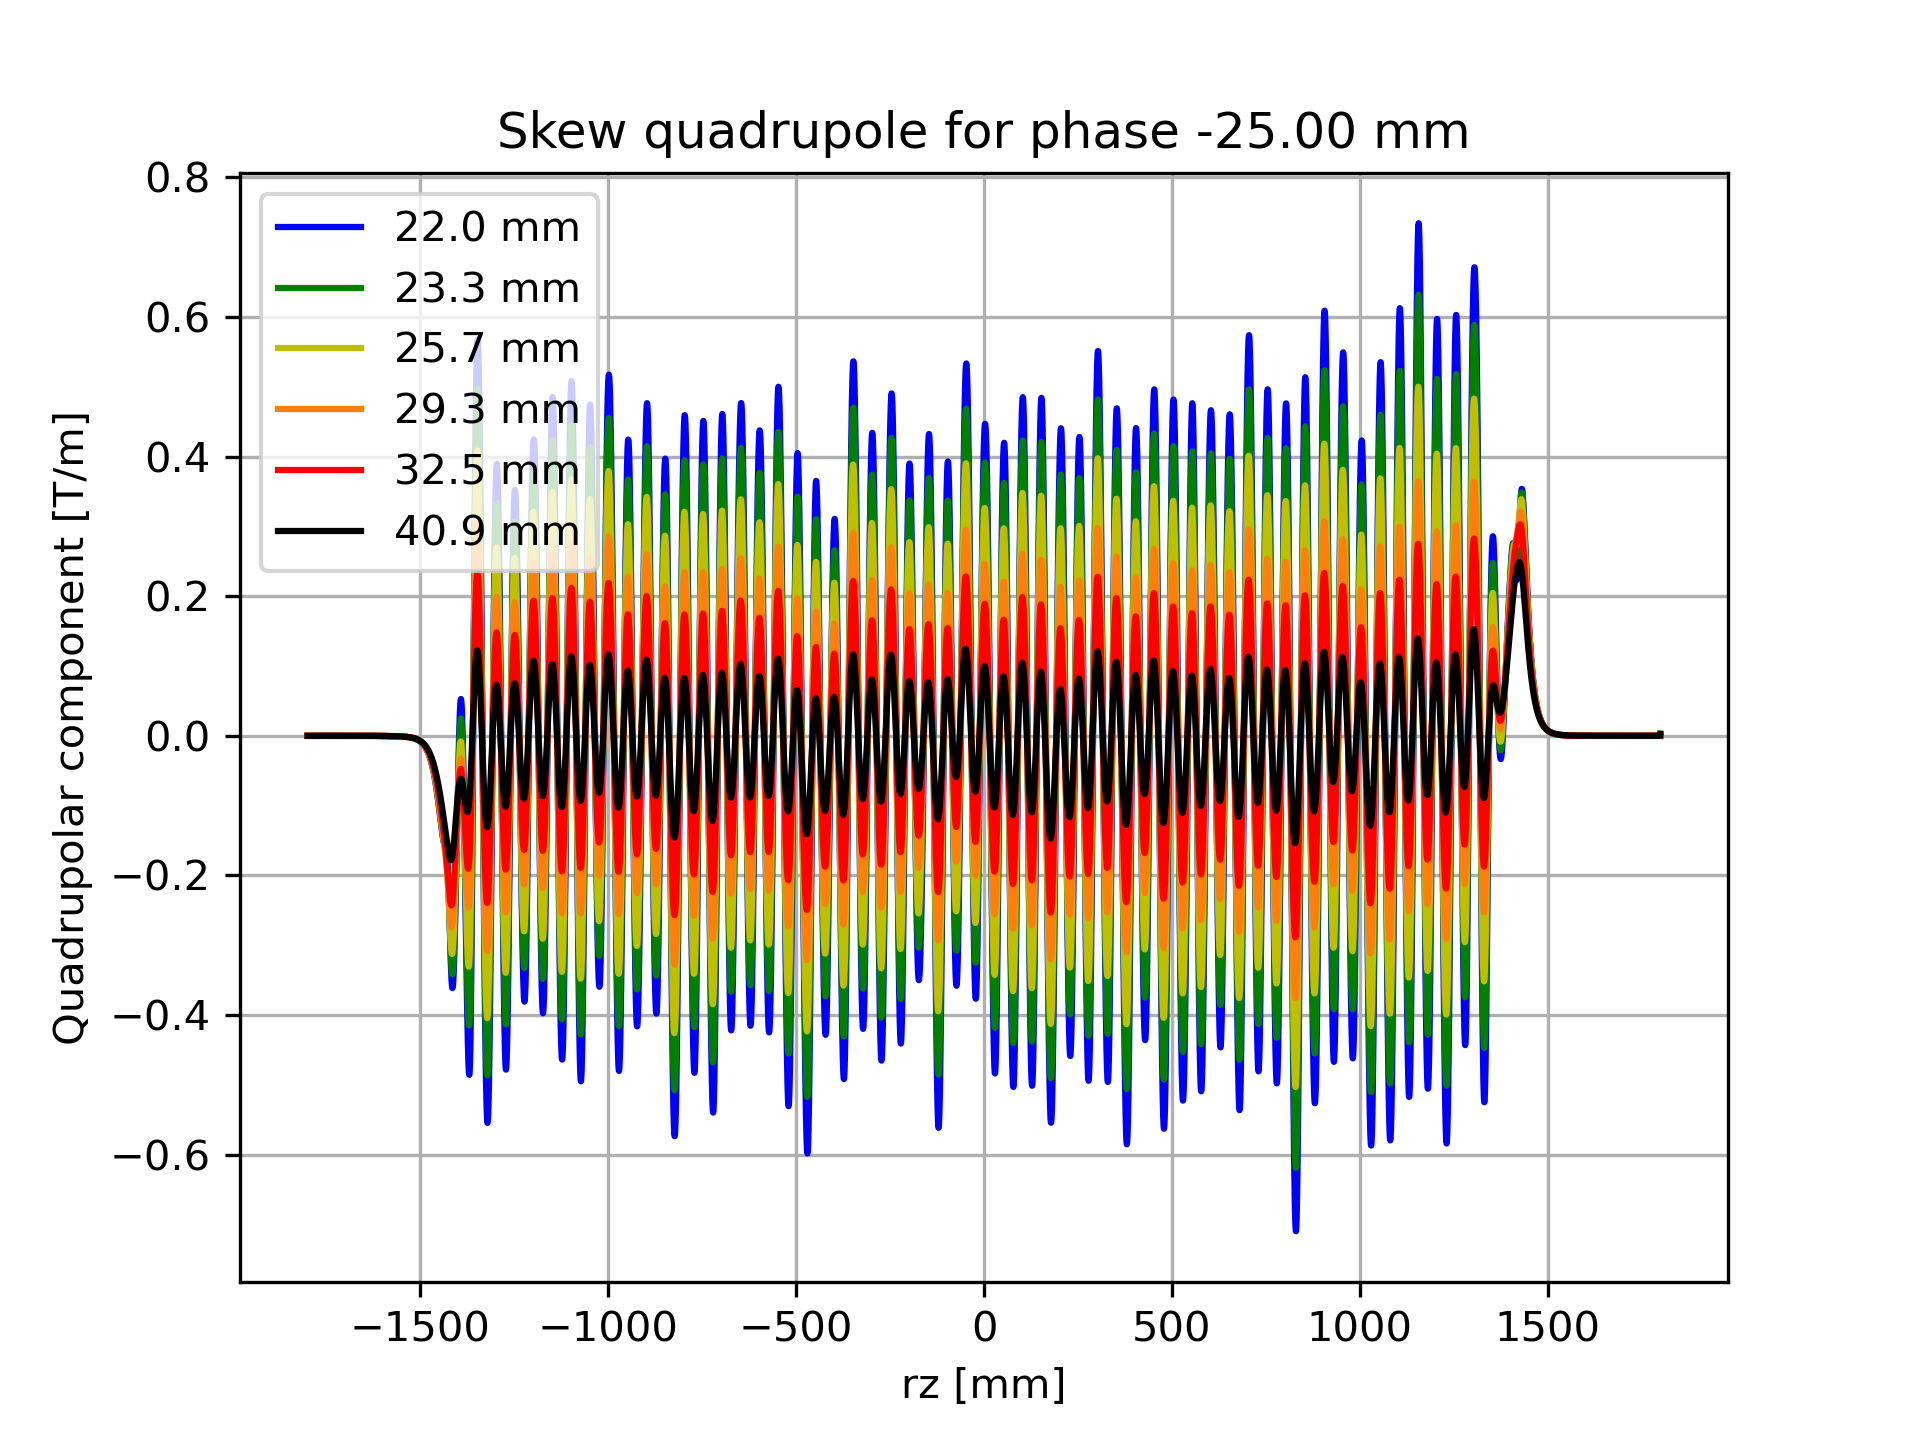 Skew quadrupole for phase -25.00 mm
Quadrupolar component [T/m]
0.8
0.6
0.4
0.2
0.0
−0.2
−0.4
−0.6
22.0 mm
23.3 mm
25.7 mm
29.3 mm
32.5 mm
40.9 mm
−1500 −1000 −500 0 500 1000 1500
rz [mm]